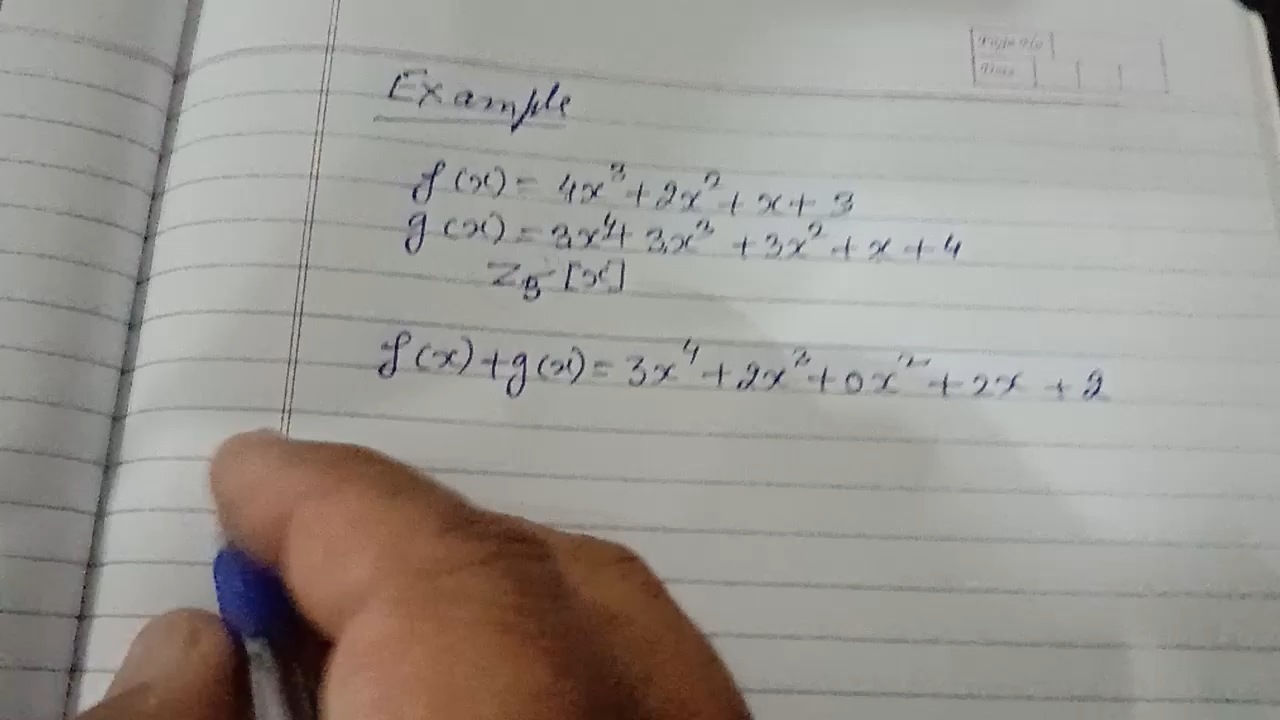 Example
f(x) = 4x³ + 2x² + x + 3
g(x) = 3x⁴ + 3x³ + 3x² + x + 4
Z₅[x]
f(x) + g(x) = 3x⁴ + 2x³ + 0x² + 2x + 2